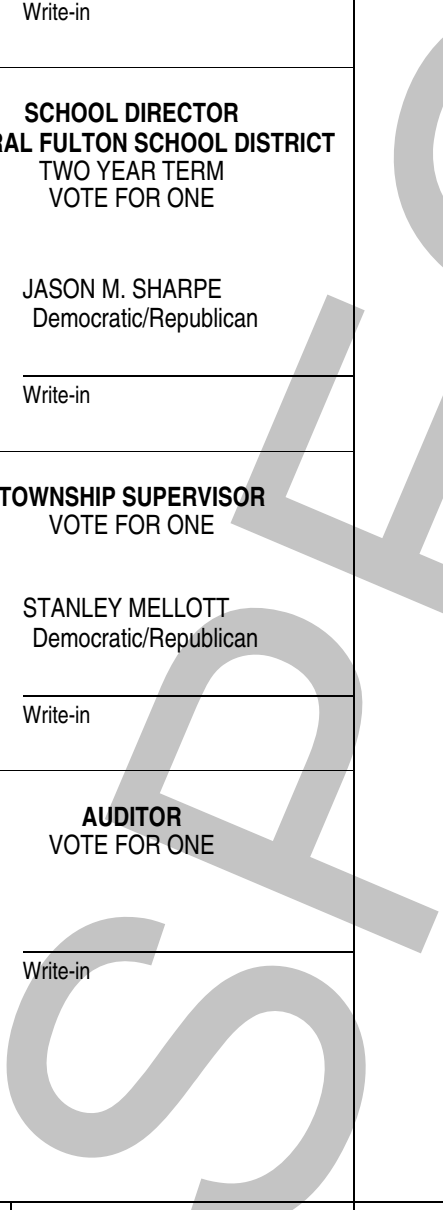 Write-in
SCHOOL DIRECTOR
RAL FULTON SCHOOL DISTRICT
TWO YEAR TERM
VOTE FOR ONE
JASON M. SHARPE
Democratic/Republican
Write-in
TOWNSHIP SUPERVISOR
VOTE FOR ONE
STANLEY MELLOTT
Democratic/Republican
Write-in
AUDITOR
VOTE FOR ONE
Write-in
SPE